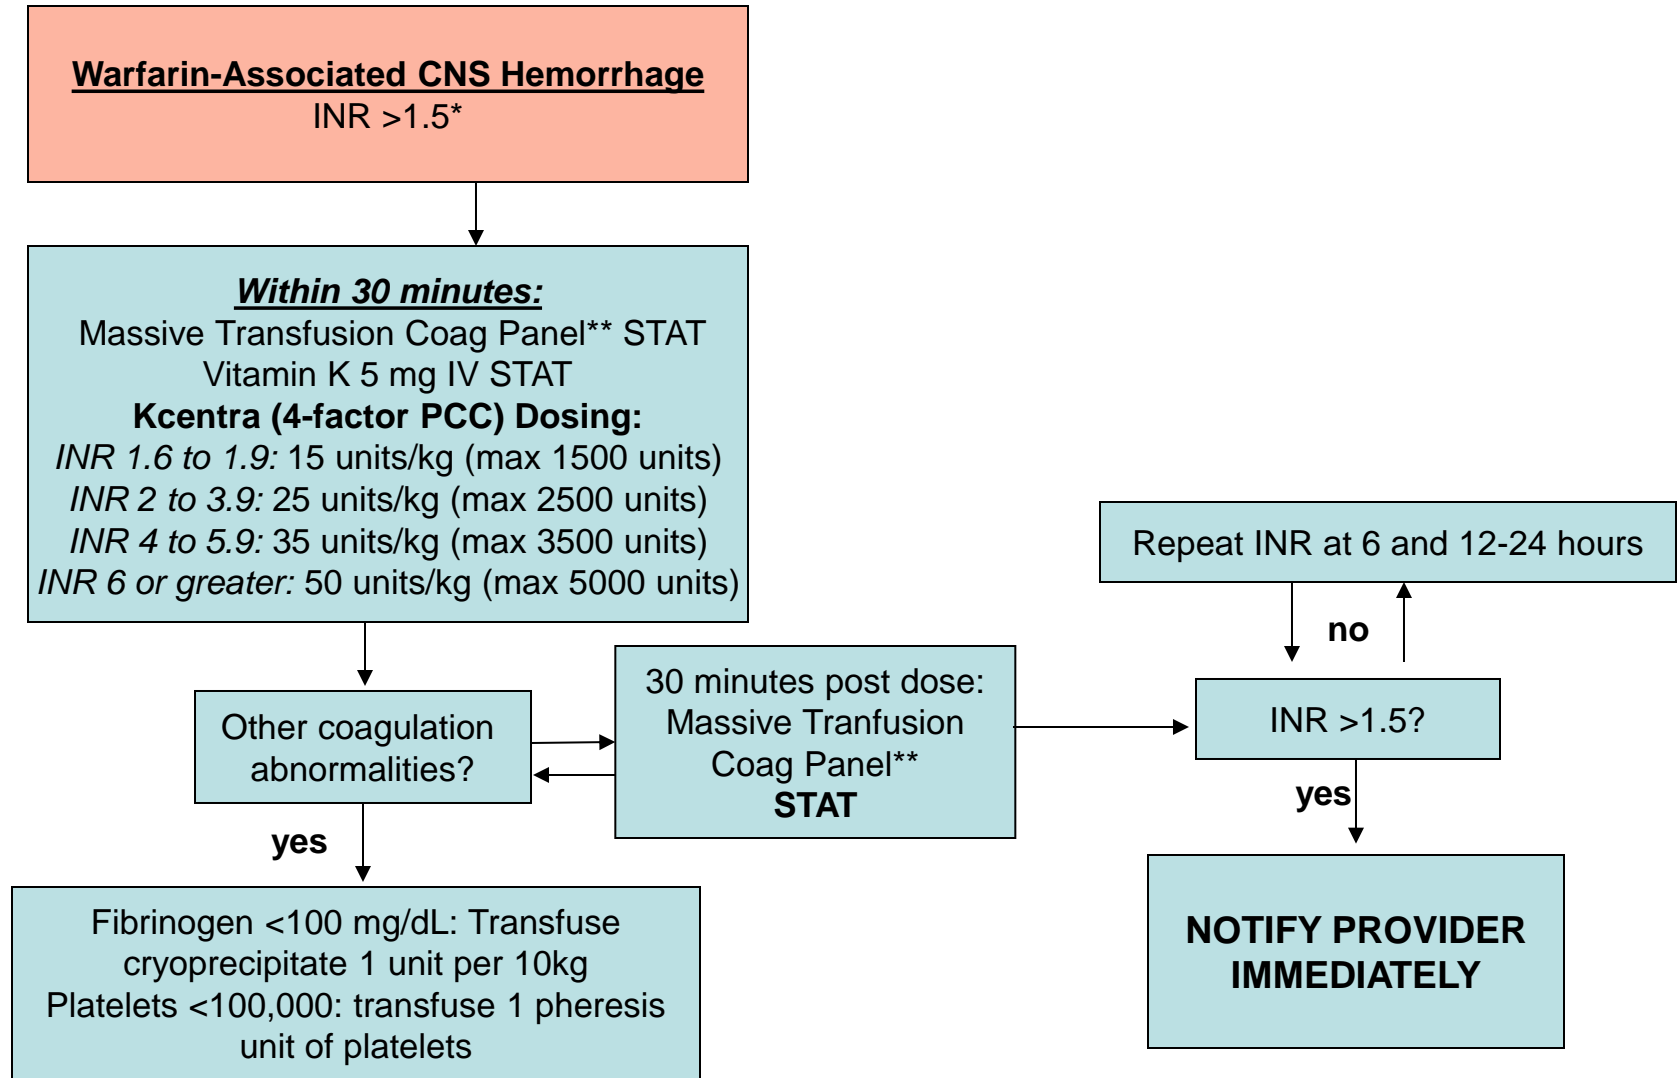 Warfarin-Associated CNS Hemorrhage
INR >1.5*
Within 30 minutes:
Massive Transfusion Coag Panel** STAT
Vitamin K 5 mg IV STAT
Kcentra (4-factor PCC) Dosing:
INR 1.6 to 1.9: 15 units/kg (max 1500 units)
INR 2 to 3.9: 25 units/kg (max 2500 units)
INR 4 to 5.9: 35 units/kg (max 3500 units)
INR 6 or greater: 50 units/kg (max 5000 units)
Other coagulation
abnormalities?
yes
Fibrinogen <100 mg/dL: Transfuse
cryoprecipitate 1 unit per 10kg
Platelets <100,000: transfuse 1 pheresis
unit of platelets
30 minutes post dose:
Massive Tranfusion
Coag Panel**
STAT
Repeat INR at 6 and 12-24 hours
no
INR >1.5?
yes
NOTIFY PROVIDER
IMMEDIATELY